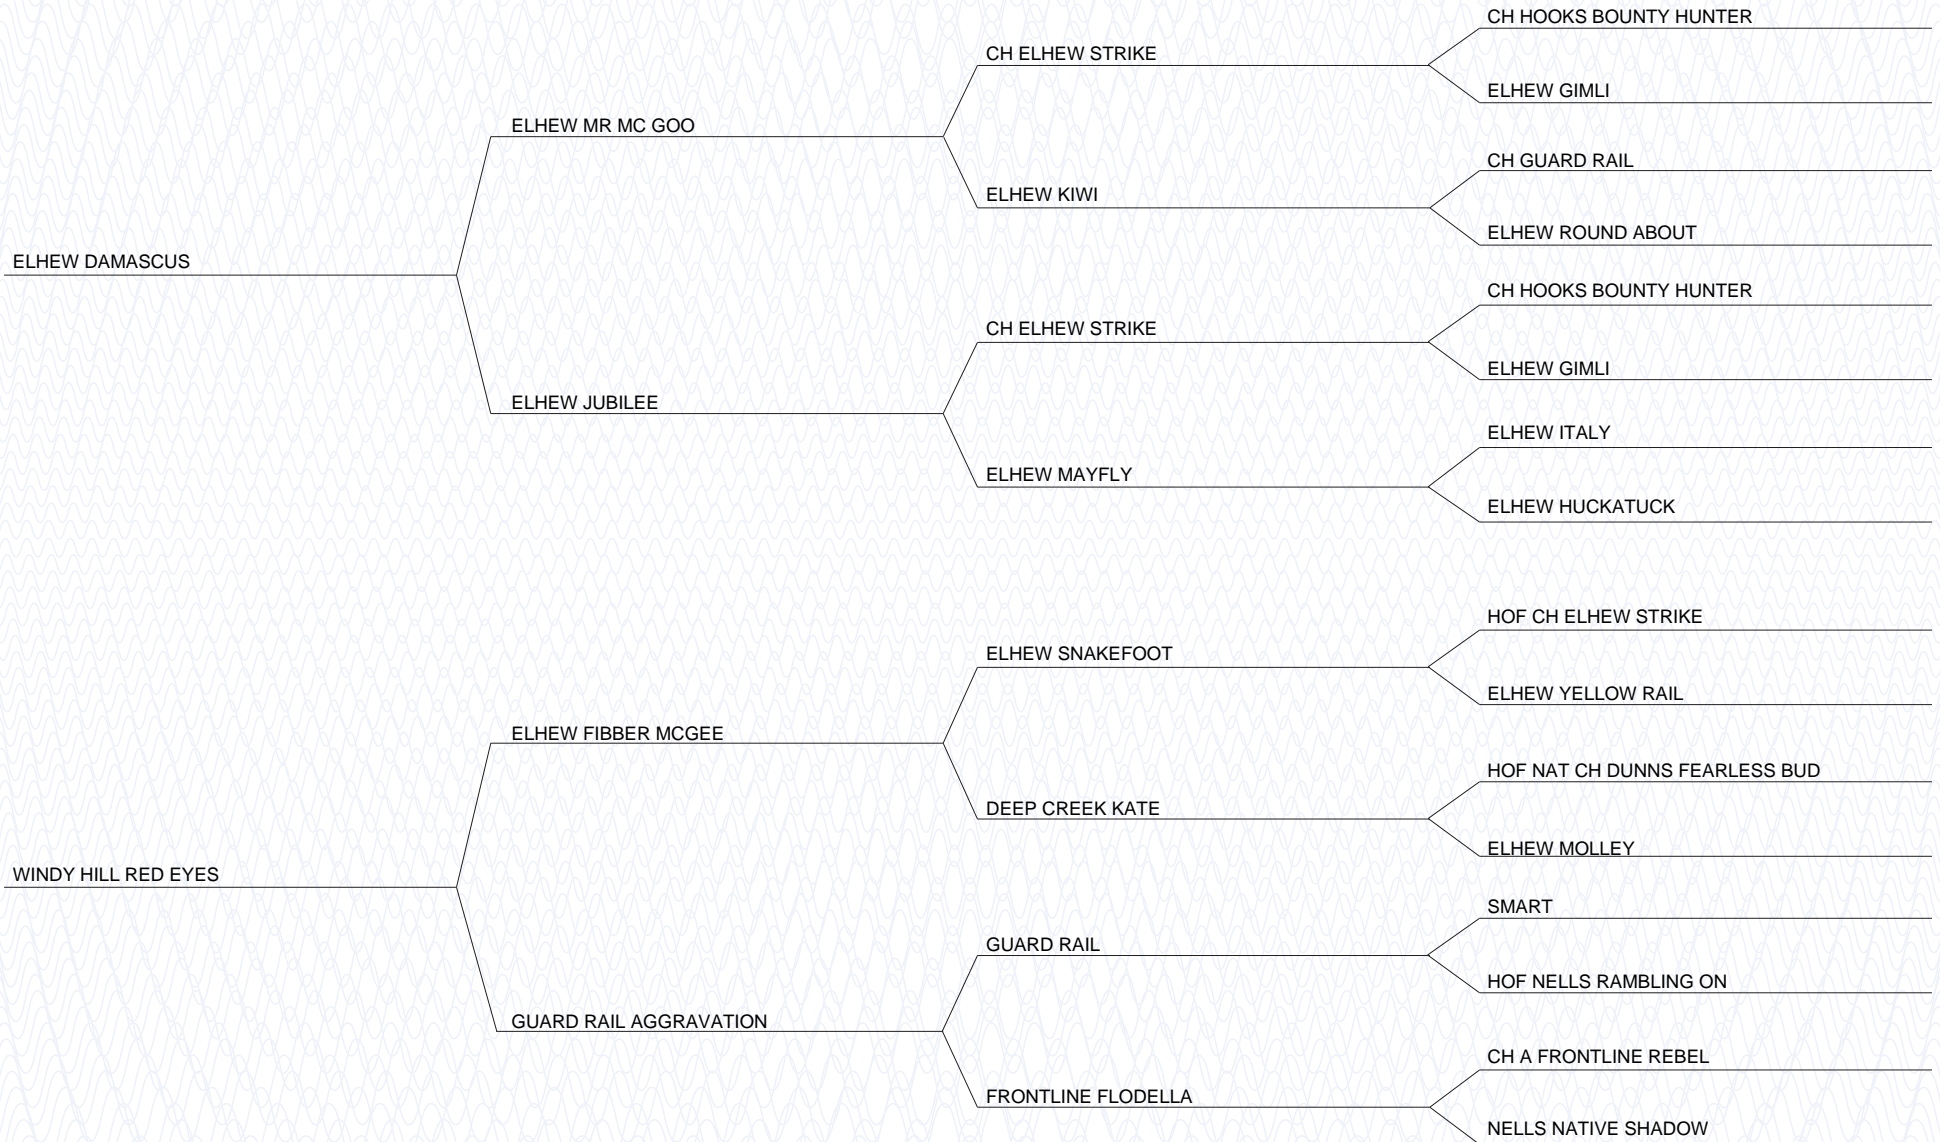 CH HOOKS BOUNTY HUNTER
CH ELHEW STRIKE
ELHEW GIMLI
ELHEW MR MC GOO
CH GUARD RAIL
ELHEW KIWI
ELHEW ROUND ABOUT
ELHEW DAMASCUS
CH HOOKS BOUNTY HUNTER
CH ELHEW STRIKE
ELHEW GIMLI
ELHEW JUBILEE
ELHEW ITALY
ELHEW MAYFLY
ELHEW HUCKATUCK
HOF CH ELHEW STRIKE
ELHEW SNAKEFOOT
ELHEW YELLOW RAIL
ELHEW FIBBER MCGEE
HOF NAT CH DUNNS FEARLESS BUD
DEEP CREEK KATE
ELHEW MOLLEY
WINDY HILL RED EYES
SMART
GUARD RAIL
HOF NELLS RAMBLING ON
GUARD RAIL AGGRAVATION
CH A FRONTLINE REBEL
FRONTLINE FLODELLA
NELLS NATIVE SHADOW